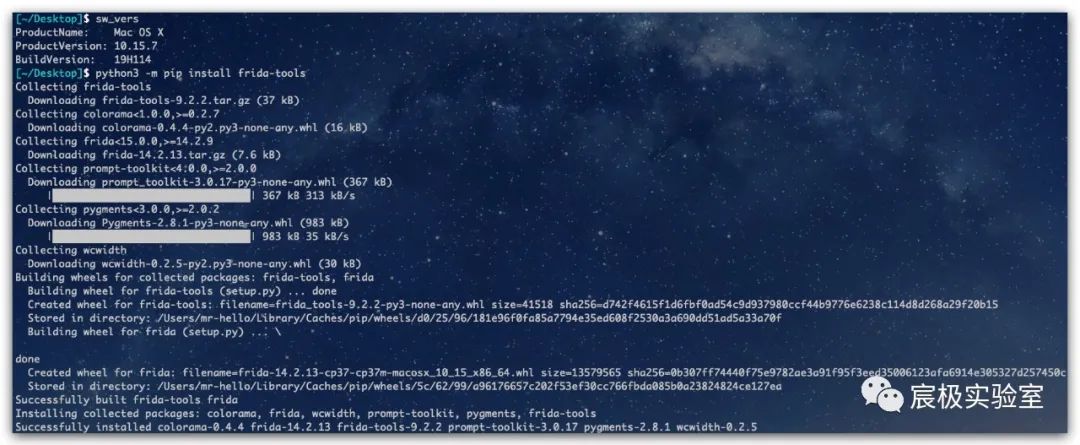 [~/Desktop]$ sw_vers
ProductName:    Mac OS X
ProductVersion: 10.15.7
BuildVersion:   19H114
[~/Desktop]$ python3 -m pip install frida-tools
Collecting frida-tools
  Downloading frida-tools-9.2.2.tar.gz (37 kB)
Collecting colorama<1.0.0,>=0.2.7
  Downloading colorama-0.4.4-py2.py3-none-any.whl (16 kB)
Collecting frida<15.0.0,>=14.2.9
  Downloading frida-14.2.13.tar.gz (7.6 kB)
Collecting prompt-toolkit<4.0.0,>=2.0.0
  Downloading prompt_toolkit-3.0.17-py3-none-any.whl (367 kB)
     |████████████████████████████████| 367 kB 313 kB/s
Collecting pygments<3.0.0,>=2.0.2
  Downloading Pygments-2.8.1-py3-none-any.whl (983 kB)
     |████████████████████████████████| 983 kB 35 kB/s
Collecting wcwidth
  Downloading wcwidth-0.2.5-py2.py3-none-any.whl (30 kB)
Building wheels for collected packages: frida-tools, frida
  Building wheel for frida-tools (setup.py) ... done
  Created wheel for frida-tools: filename=frida_tools-9.2.2-py3-none-any.whl size=41518 sha256=d742f4615f1d6fbf0ad54c9d937980ccf44b9776e6238c114d8d268a29f20b15
  Stored in directory: /Users/mr-hello/Library/Caches/pip/wheels/d0/25/96/181e96f0fa85a7794e35ed608f2530a3a690dd51ad5a33a70f
  Building wheel for frida (setup.py) ... \
done
  Created wheel for frida: filename=frida-14.2.13-cp37-cp37m-macosx_10_15_x86_64.whl size=13579565 sha256=0b307ff74440f75e9782ae3a91f95f3eed35006123afa6914e305327d257450c
  Stored in directory: /Users/mr-hello/Library/Caches/pip/wheels/5c/62/99/a96176657c202f53ef30cc766fbda085b0a23824824ce127ea
Successfully built frida-tools frida
Installing collected packages: colorama, frida, wcwidth, prompt-toolkit, pygments, frida-tools
Successfully installed colorama-0.4.4 frida-14.2.13 frida-tools-9.2.2 prompt-toolkit-3.0.17 pygments-2.8.1 wcwidth-0.2.5
宸极实验室